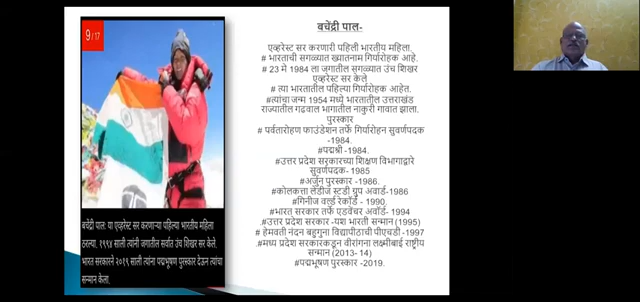 9/17
बचेंद्री पाल: या एव्हरेस्ट सर करणाऱ्या पहिल्या भारतीय महिला
ठरल्या. १९९४ साली त्यांनी जगातील सर्वात उंच शिखर सर केले.
भारत सरकारने २०१९ साली त्यांना पद्मभूषण पुरस्कार देऊन त्यांचा
सन्मान केला.
बचेंद्री पाल-
एव्हरेस्ट सर करणारी पहिली भारतीय महिला.
# भारताची सगळ्यात ख्यातनाम गिर्यारोहक आहे.
# 23 मे 1984 ला जगातील सगळ्यात उंच शिखर
एव्हरेस्ट सर केले
# त्या भारतातील पहिल्या गिर्यारोहक आहेत.
#त्यांचा जन्म 1954 मध्ये भारतातील उत्तराखंड
राज्यातील गढवाल भागातील नाकुरी गावात झाला.
पुरस्कार
# पर्वतारोहण फाउंडेशन तर्फे गिर्यारोहन सुवर्णपदक
-1984.
#पद्मश्री -1984.
#उत्तर प्रदेश सरकारच्या शिक्षण विभागाद्वारे
सुवर्णपदक- 1985
#अर्जुन पुरस्कार -1986.
#कोलकत्ता लेडीज स्टडी ग्रुप अवार्ड-1986
#गिनीज वर्ल्ड रेकॉर्ड - 1990.
#भारत सरकार तर्फे एडवेंचर अवॉर्ड- 1994
.#उत्तर प्रदेश सरकार -यश भारती सन्मान (1995)
# हेमवती नंदन बहुगुना विद्यापीठाची पीएचडी -1997
.#मध्य प्रदेश सरकारकडून वीरांगना लक्ष्मीबाई राष्ट्रीय
सन्मान (2013- 14)
#पद्मभूषण पुरस्कार -2019.